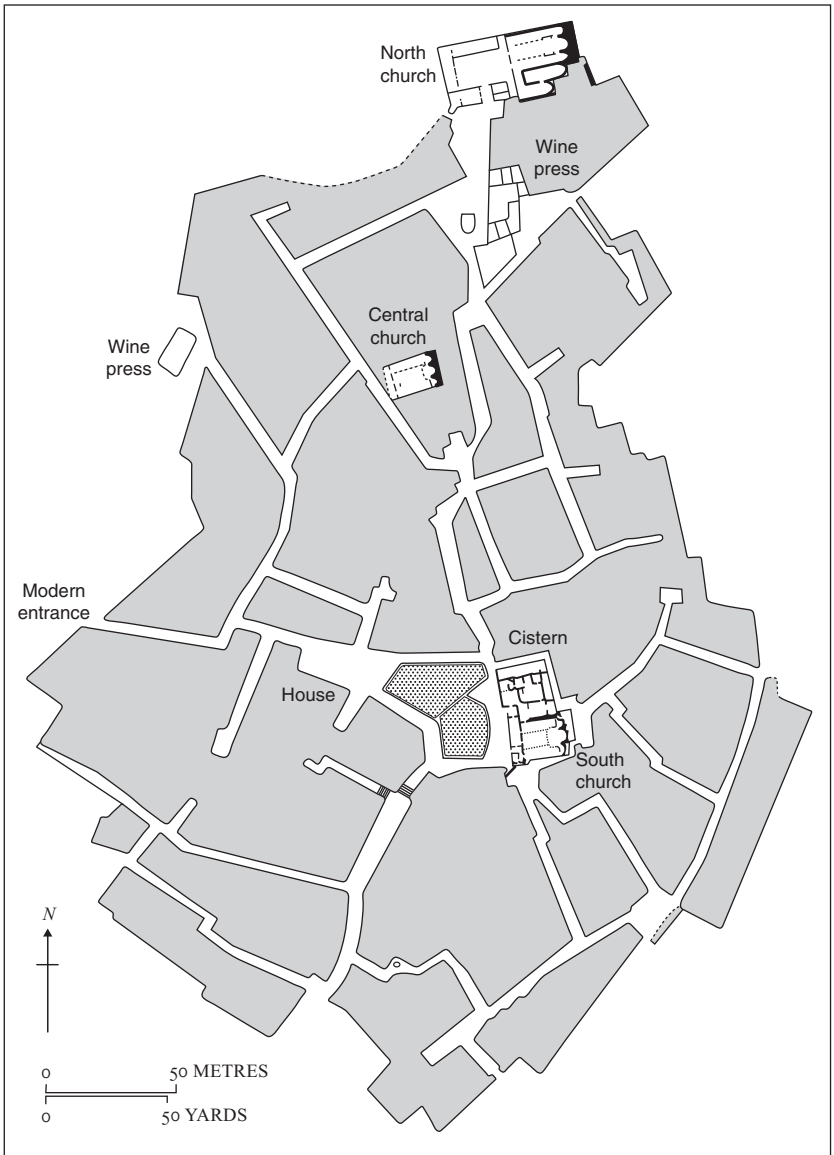 North
church
Wine
press
Central
church
Wine
press
Modern
entrance
Cistern
House
South
church
N
0 50 METRES
0 50 YARDS